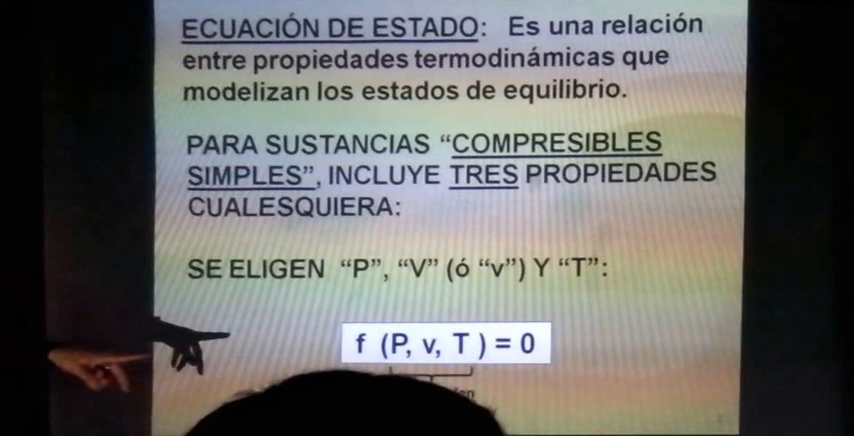 ECUACIÓN DE ESTADO: Es una relación
entre propiedades termodinámicas que
modelizan los estados de equilibrio.
PARA SUSTANCIAS “COMPRESIBLES
SIMPLES”, INCLUYE TRES PROPIEDADES
CUALESQUIERA:
SE ELIGEN “P”, “V” (ó “v”) Y “T”:
f (P, v, T ) = 0